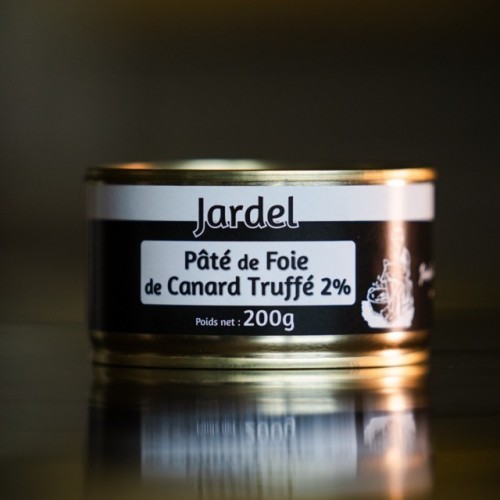 Jardel
Pâté de Foie
de Canard Truffé 2%
Poids net : 200g